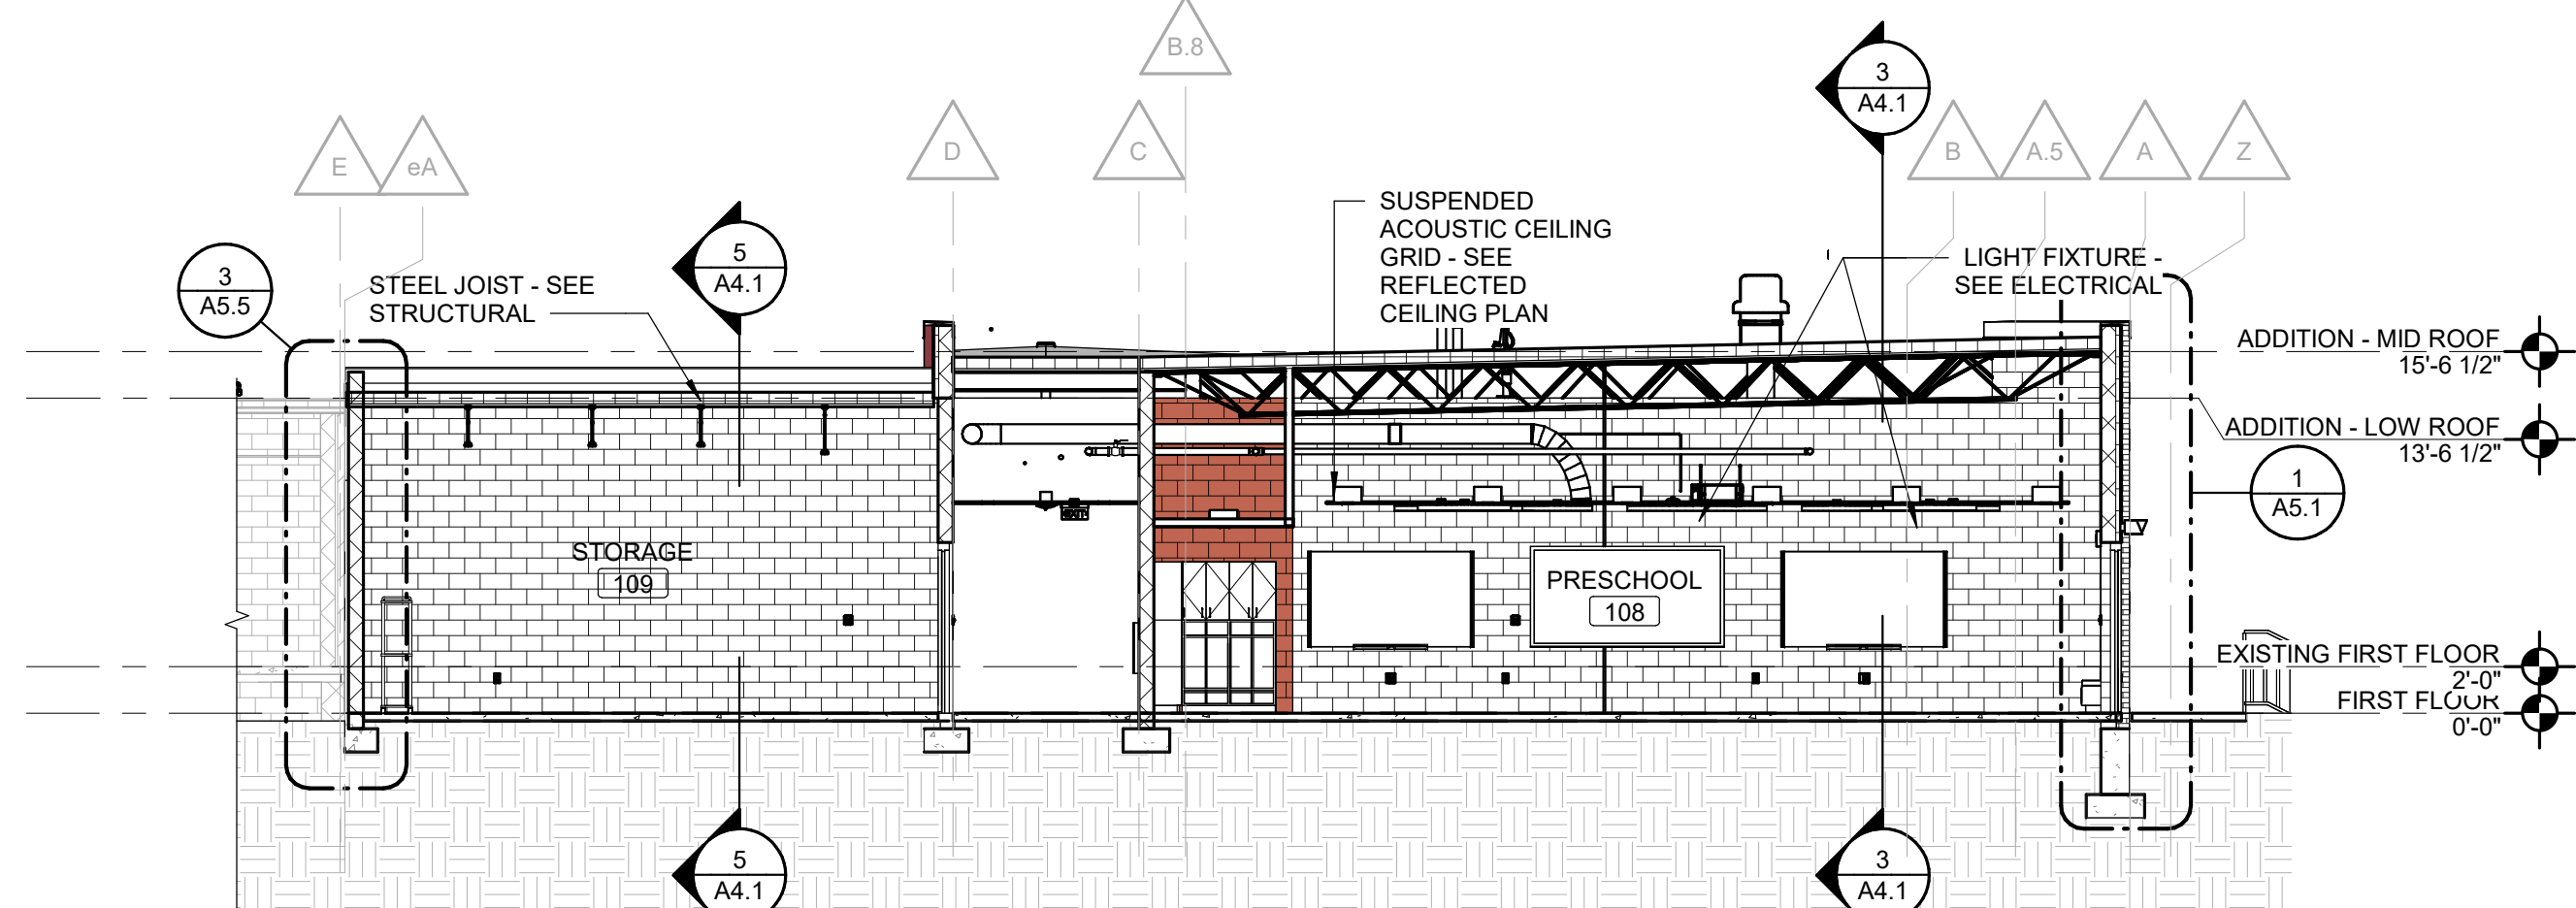 B.8
3
A4.1
E
eA
D
C
B
A.5
A
Z
SUSPENDED
ACOUSTIC CEILING
GRID - SEE
REFLECTED
CEILING PLAN
5
A4.1
3
A5.5
STEEL JOIST - SEE
STRUCTURAL
LIGHT FIXTURE -
SEE ELECTRICAL
ADDITION - MID ROOF
15'-6 1/2"
ADDITION - LOW ROOF
13'-6 1/2"
1
A5.1
STORAGE
109
PRESCHOOL
108
EXISTING FIRST FLOOR
2'-0"
FIRST FLOOR
0'-0"
5
A4.1
3
A4.1